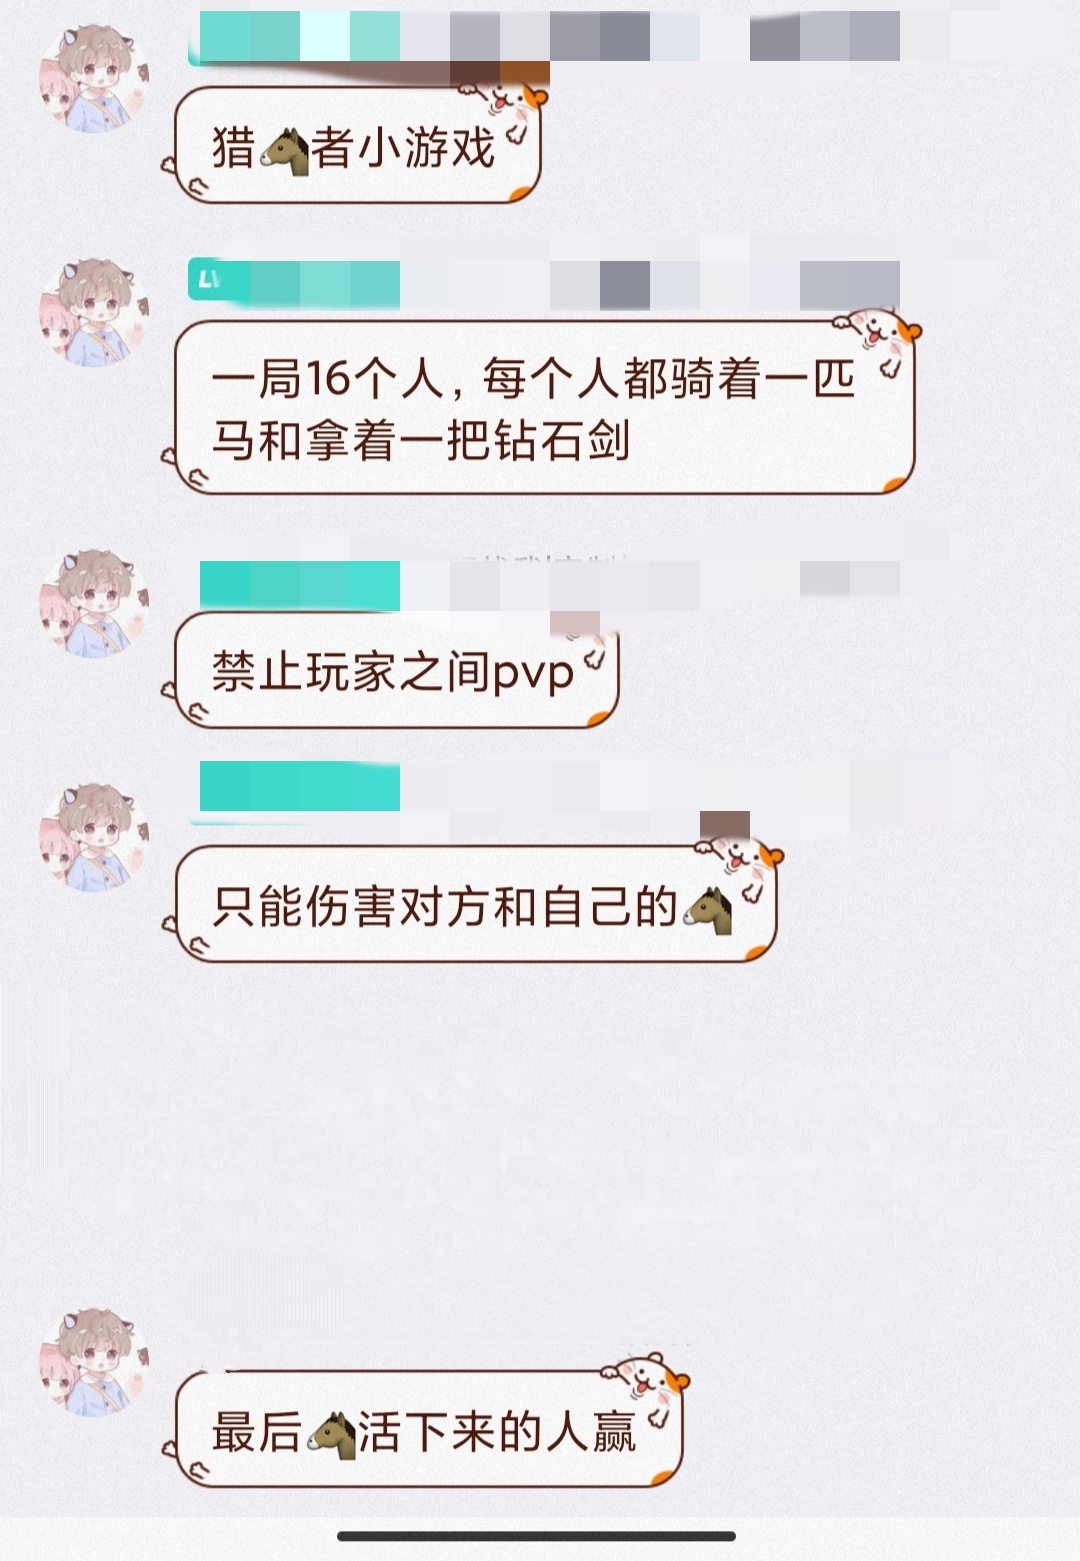 猎🐴者小游戏
LV
一局16个人，每个人都骑着一匹
马和拿着一把钻石剑
禁止玩家之间pvp
只能伤害对方和自己的🐴
最后🐴活下来的人赢